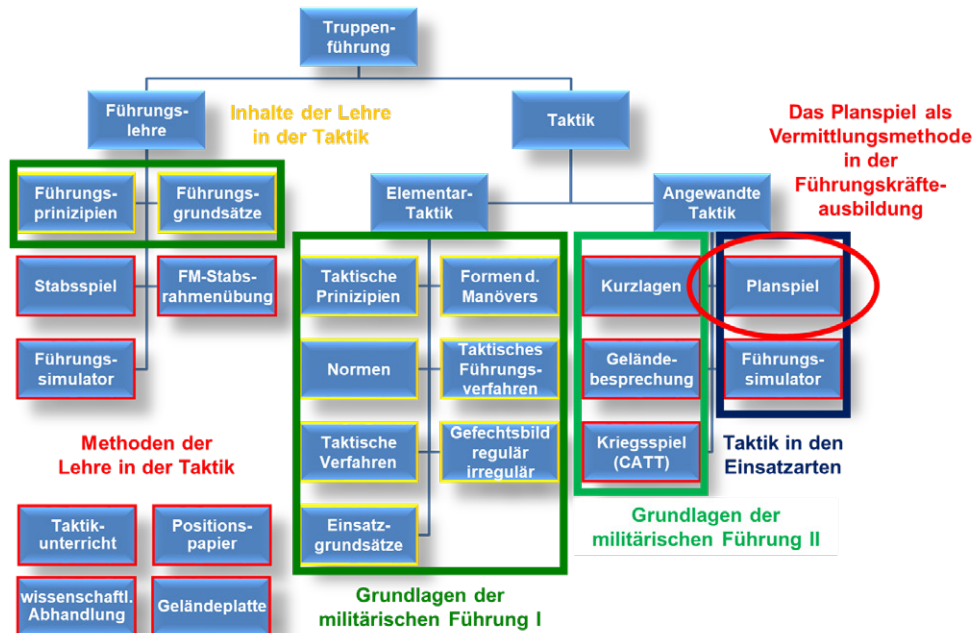 Truppen-
führung
Führungs-
lehre
Inhalte der Lehre
in der Taktik
Taktik
Das Planspiel als
Vermittlungsmethode
in der
Führungskräfte-
ausbildung
Führungs-
prinizipien
Führungs-
grundsätze
Elementar-
Taktik
Angewandte
Taktik
Stabsspiel
FM-Stabs-
rahmenübung
Taktische
Prinizipien
Formen d.
Manövers
Kurzlagen
Planspiel
Führungs-
simulator
Normen
Taktisches
Führungs-
verfahren
Gelände-
besprechung
Führungs-
simulator
Methoden der
Lehre in der Taktik
Taktische
Verfahren
Gefechtsbild
regulär
irregulär
Kriegsspiel
(CATT)
Taktik in den
Einsatzarten
Taktik-
unterricht
Positions-
papier
Einsatz-
grundsätze
Grundlagen der
militärischen Führung II
wissenschaftl.
Abhandlung
Geländeplatte
Grundlagen der
militärischen Führung I